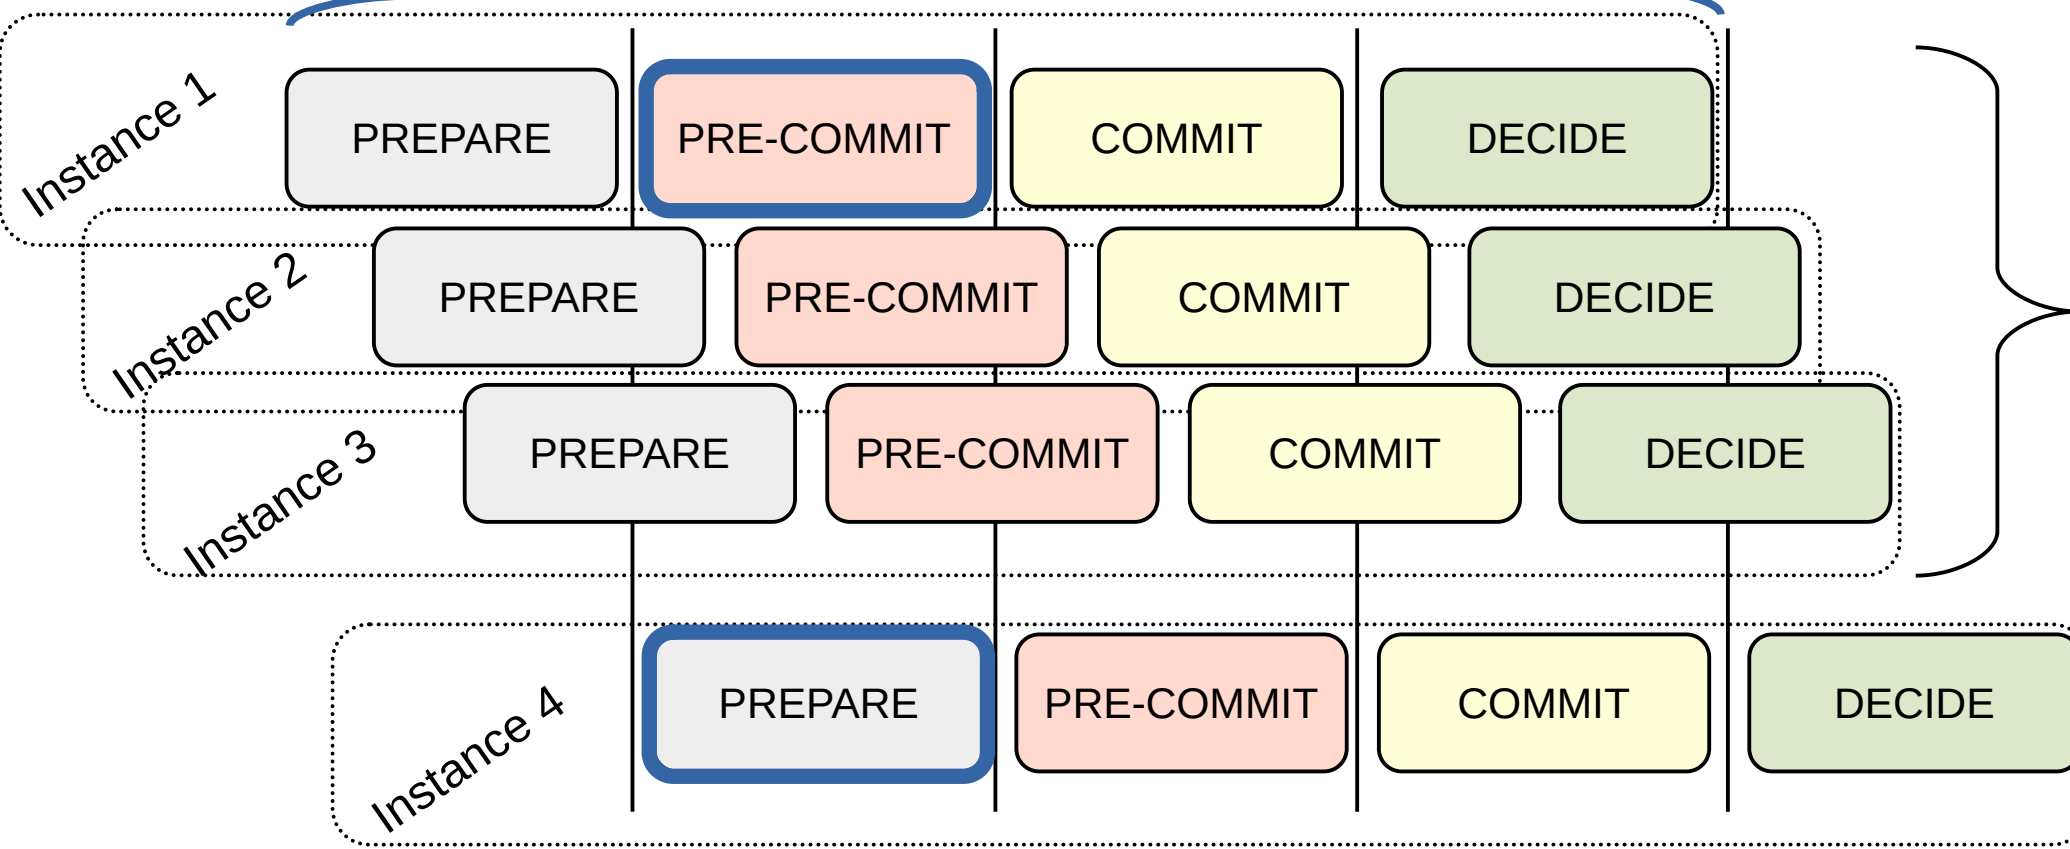 Instance 1
PREPARE PRE-COMMIT COMMIT DECIDE
Instance 2
PREPARE PRE-COMMIT COMMIT DECIDE
Instance 3
PREPARE PRE-COMMIT COMMIT DECIDE
Instance 4
PREPARE PRE-COMMIT COMMIT DECIDE